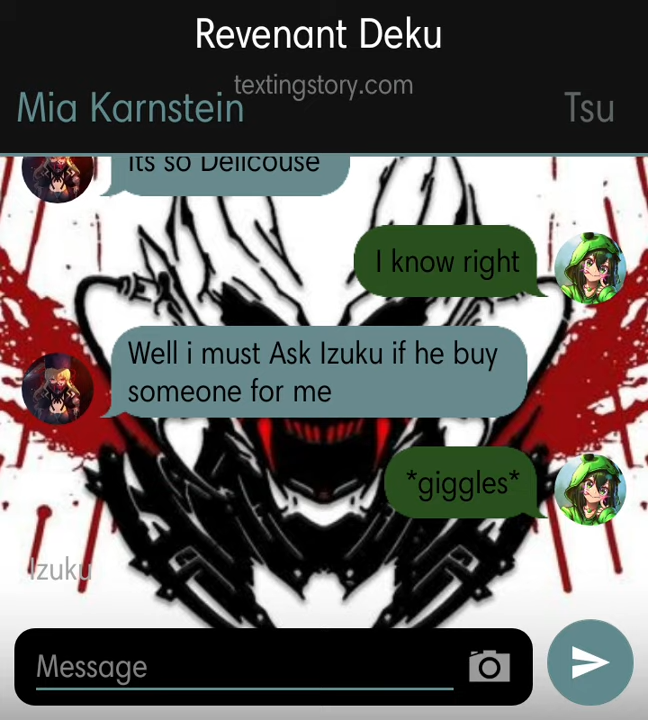 Revenant Deku
textingstory.com
Mia Karnstein
Tsu
Its so Delicouse
I know right
Well i must Ask Izuku if he buy
someone for me
*giggles*
Izuku
Message